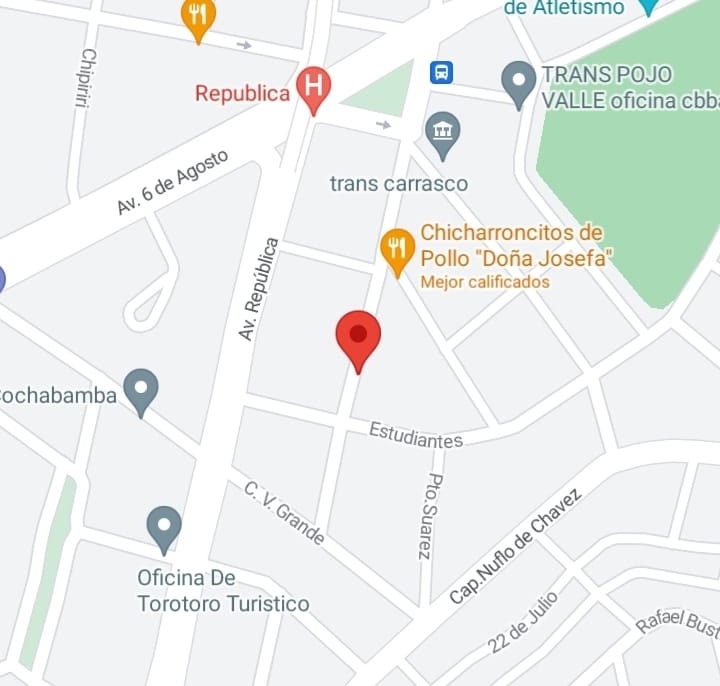 de Atletismo
Chipiriri
TRANS POJO
VALLE oficina cbba
Republica
H
Av. 6 de Agosto
trans carrasco
Chicharroncitos de
Pollo "Doña Josefa"
Mejor calificados
Av. República
Cochabamba
Estudiantes
C. V. Grande
Pto.Suarez
Cap.Nuflo de Chavez
Oficina De
Torotoro Turistico
22 de Julio
Rafael Bust